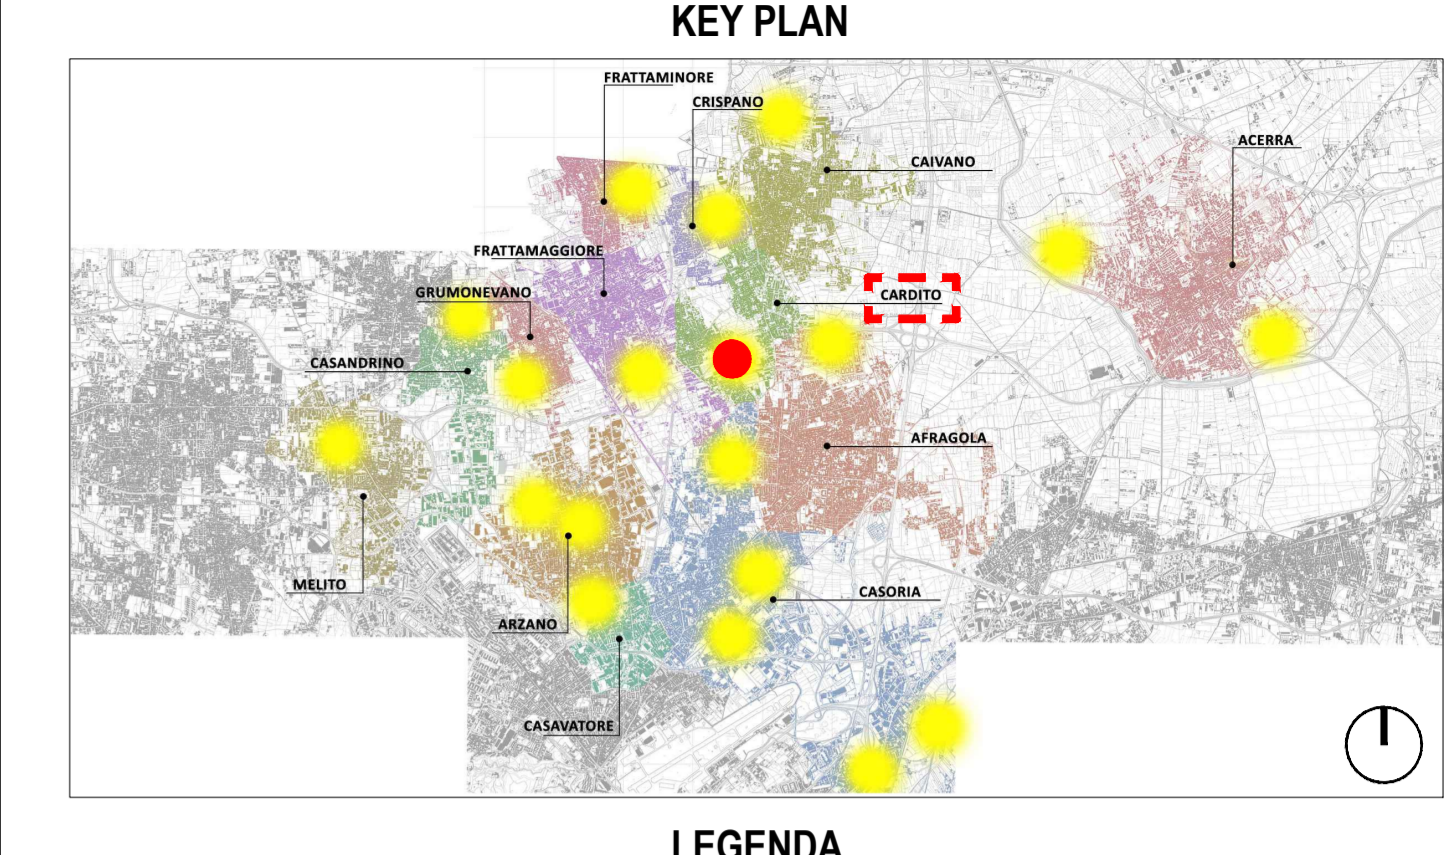 KEY PLAN
FRATTAMINORE
CRISPANO
ACERRA
CAIVANO
FRATTAMAGGIORE
GRUMONEVANO
CARDITO
CASANDRINO
AFRAGOLA
MELITO
CASORIA
ARZANO
CASAVATORE
LEGENDA